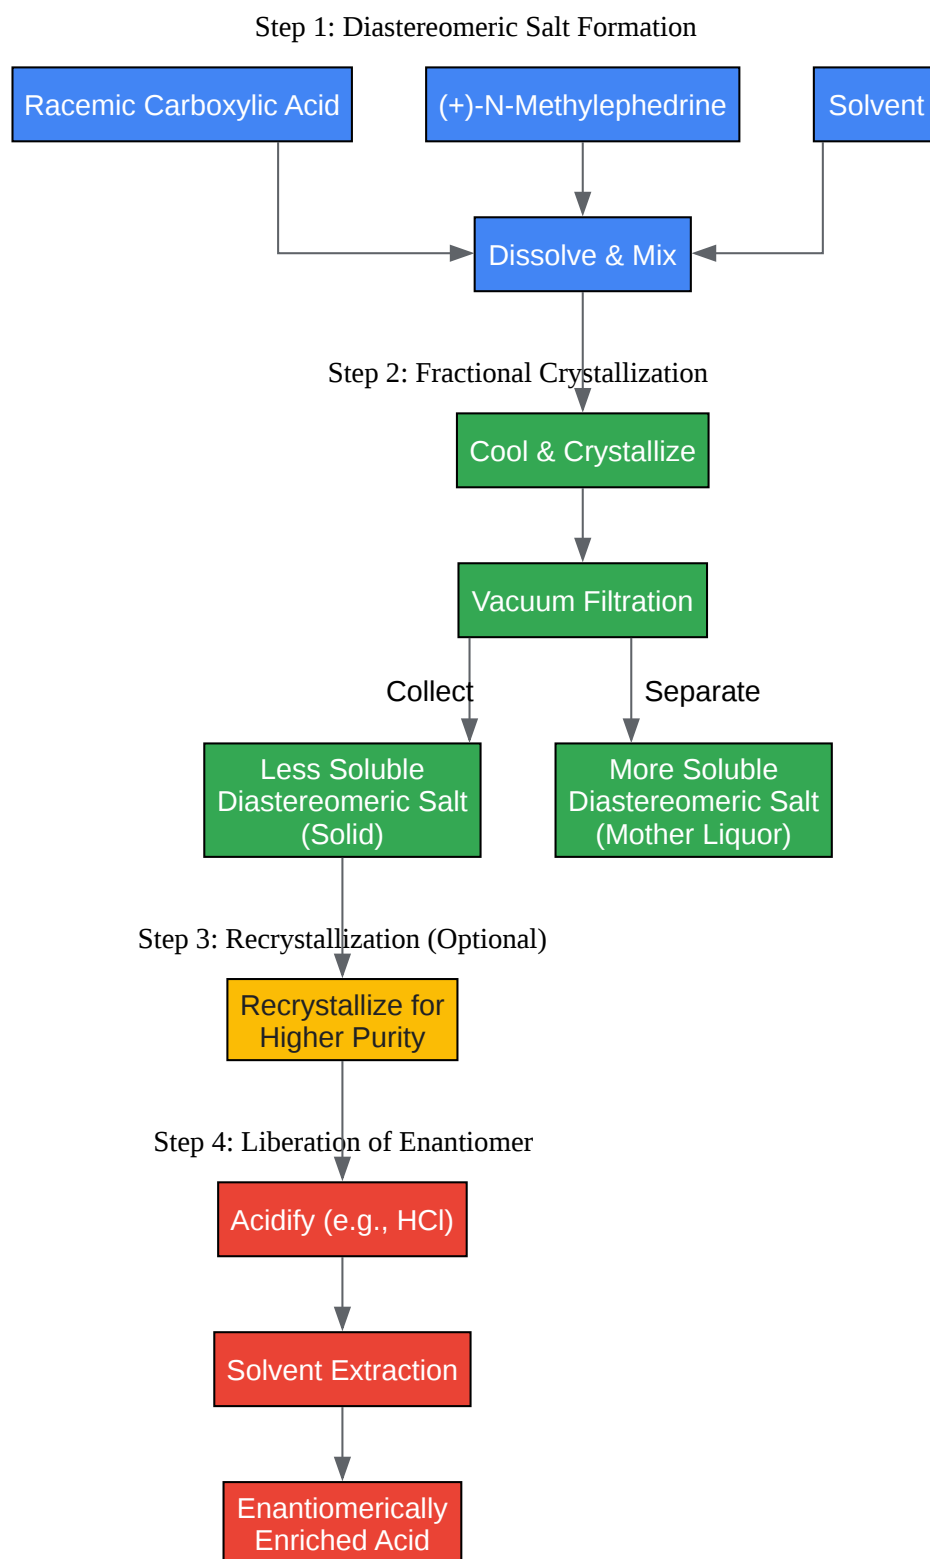 Step 1: Diastereomeric Salt Formation
Racemic Carboxylic Acid
(+)-N-Methylephedrine
Solvent
Dissolve & Mix
Step 2: Fractional Crystallization
Cool & Crystallize
Vacuum Filtration
Collect
Separate
Less Soluble
Diastereomeric Salt
(Solid)
More Soluble
Diastereomeric Salt
(Mother Liquor)
Step 3: Recrystallization (Optional)
Recrystallize for
Higher Purity
Step 4: Liberation of Enantiomer
Acidify (e.g., HCl)
Solvent Extraction
Enantiomerically
Enriched Acid